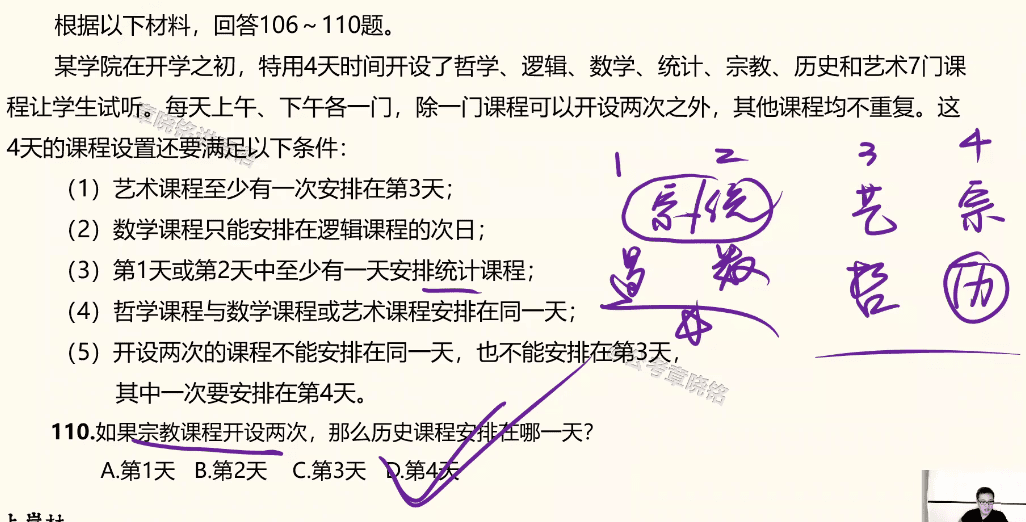 根据以下材料，回答106～110题。
某学院在开学之初，特用4天时间开设了哲学、逻辑、数学、统计、宗教、历史和艺术7门课
程让学生试听。每天上午、下午各一门，除一门课程可以开设两次之外，其他课程均不重复。这
4天的课程设置还要满足以下条件：
（1）艺术课程至少有一次安排在第3天；
（2）数学课程只能安排在逻辑课程的次日；
（3）第1天或第2天中至少有一天安排统计课程；
（4）哲学课程与数学课程或艺术课程安排在同一天；
（5）开设两次的课程不能安排在同一天，也不能安排在第3天，
其中一次要安排在第4天。
1 2 3 4
宗/统 艺 宗
数 哲 历
110.如果宗教课程开设两次，那么历史课程安排在哪一天？
A.第1天 B.第2天 C.第3天 D.第4天